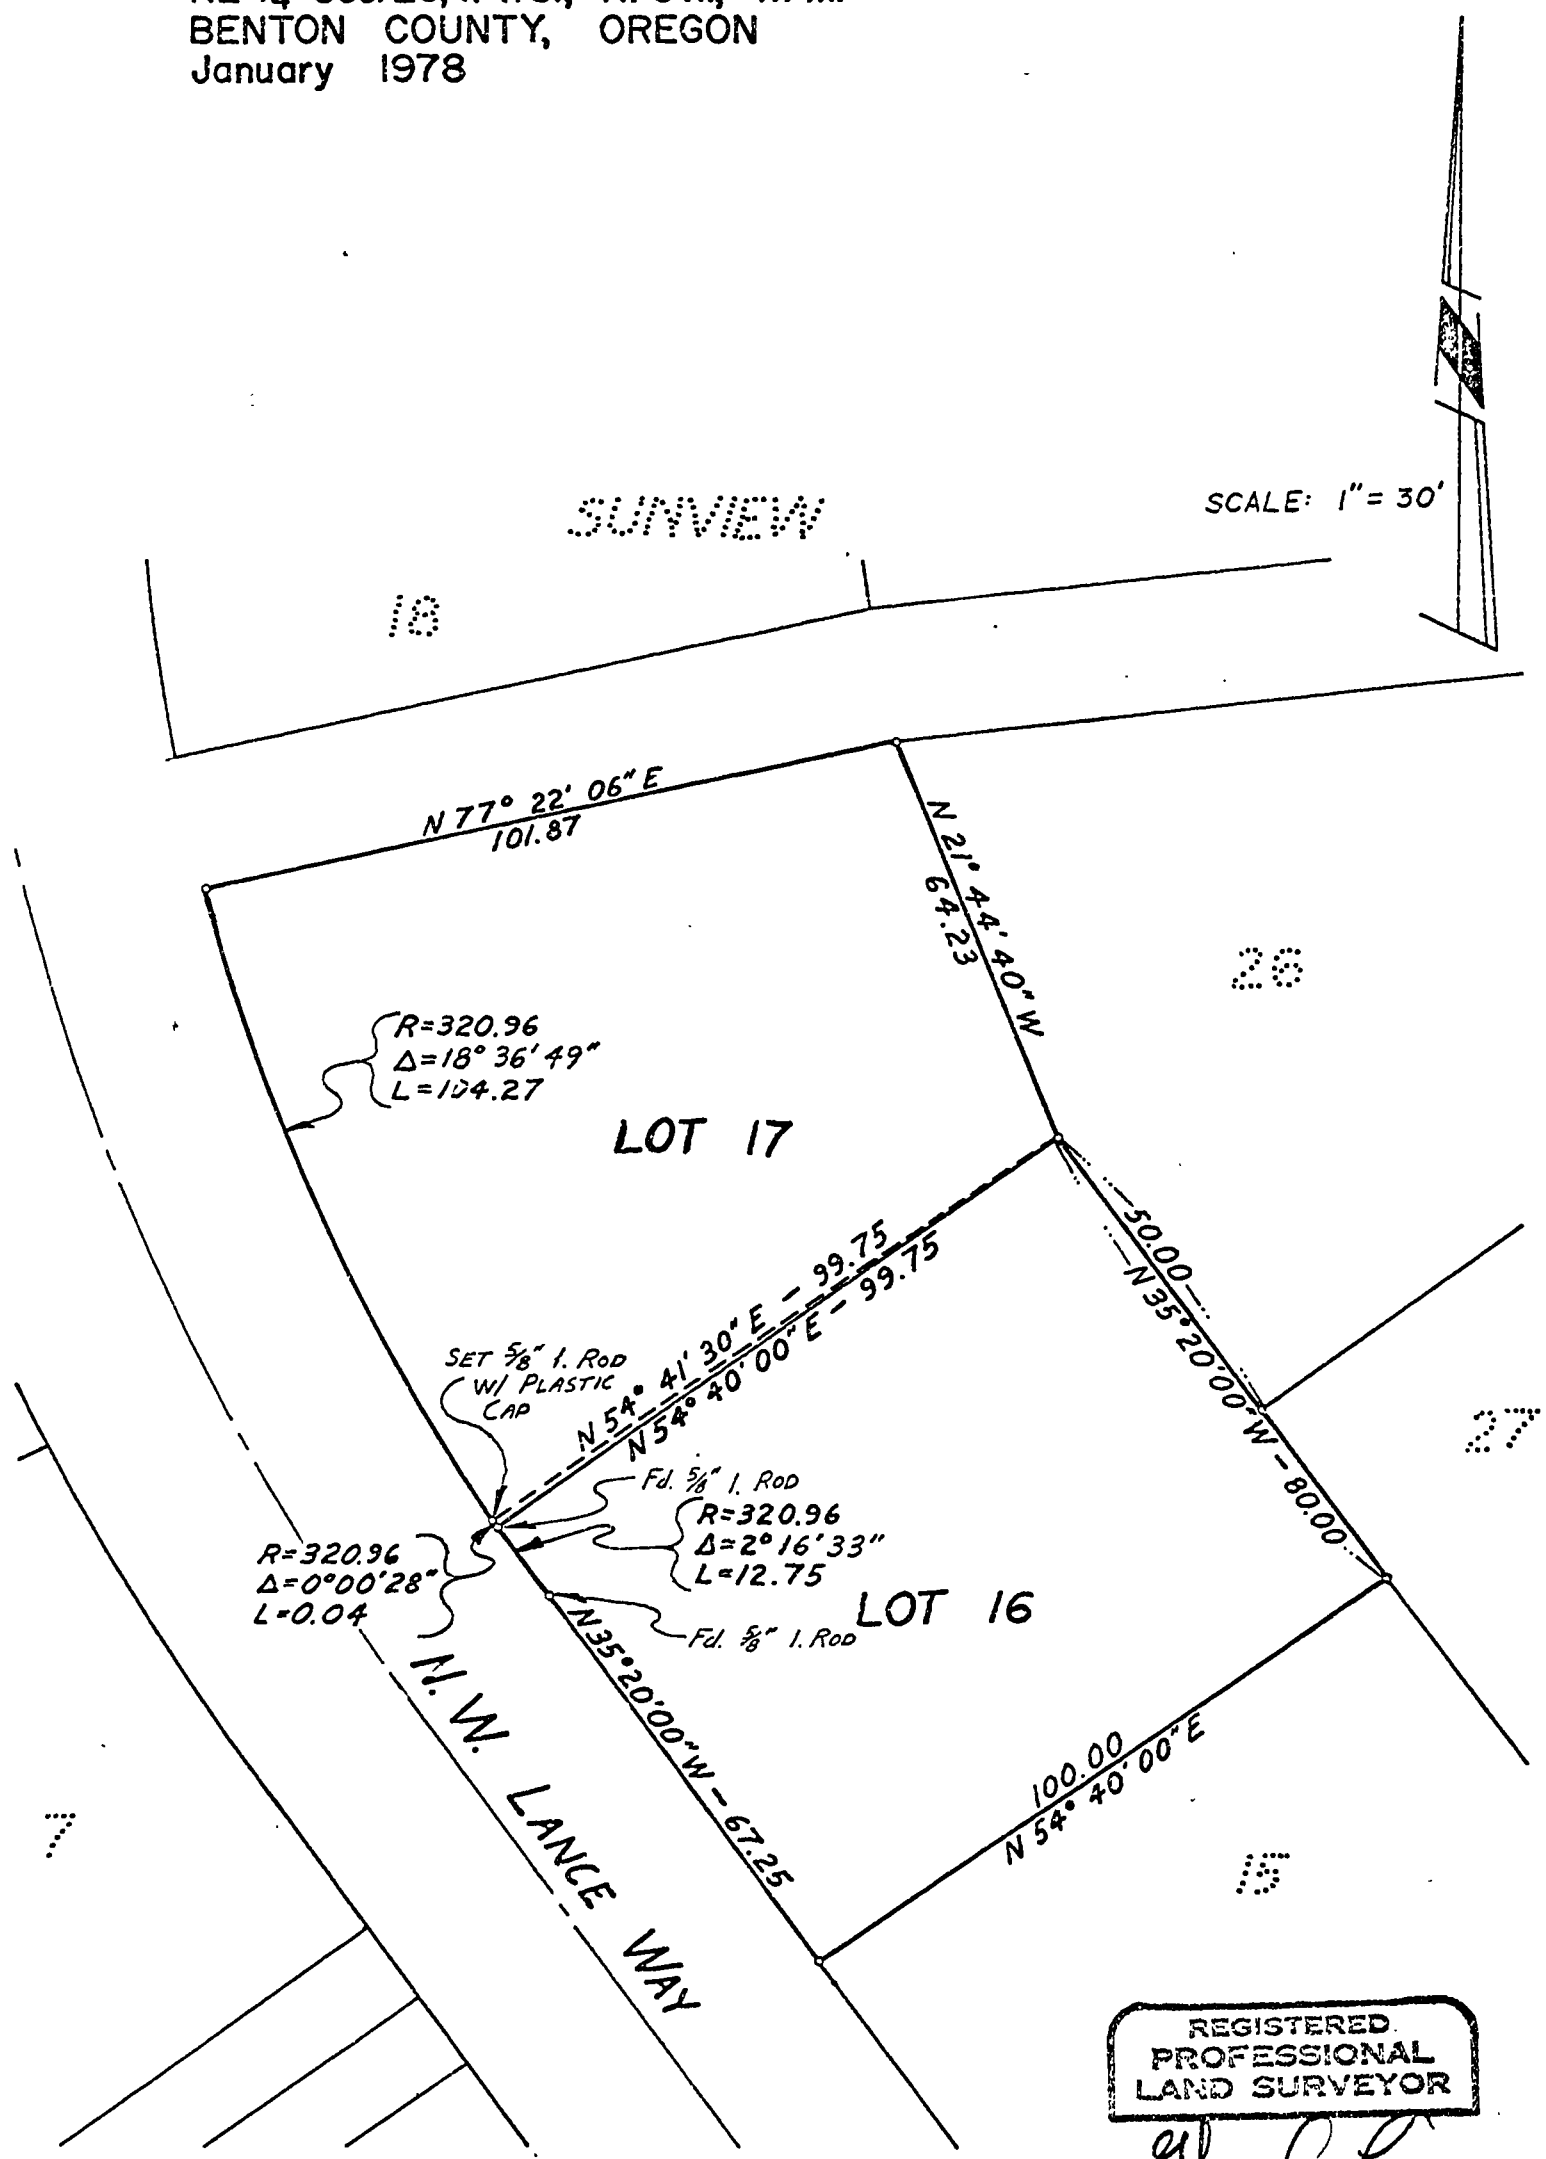 BENTON COUNTY, OREGON
January 1978
SUNVIEW
SCALE: 1" = 30'
18
N 77° 22' 06" E
101.87
N 21° 44' 40" W
64.23
26
R=320.96
Δ=18° 36' 49"
L=104.27
LOT 17
50.00
N 35° 20' 00" W - 80.00
N 54° 41' 30" E - 99.75
N 54° 40' 00" E - 99.75
SET 5/8" I. ROD
W/ PLASTIC
CAP
27
Fd. 5/8" I. ROD
R=320.96
Δ=2° 16' 33"
L=12.75
R=320.96
Δ=0°00'28"
L=0.04
LOT 16
Fd. 5/8" I. ROD
N 35° 20' 00" W - 67.25
N.W. LANCE WAY
100.00
N 54° 40' 00" E
7
15
REGISTERED
PROFESSIONAL
LAND SURVEYOR